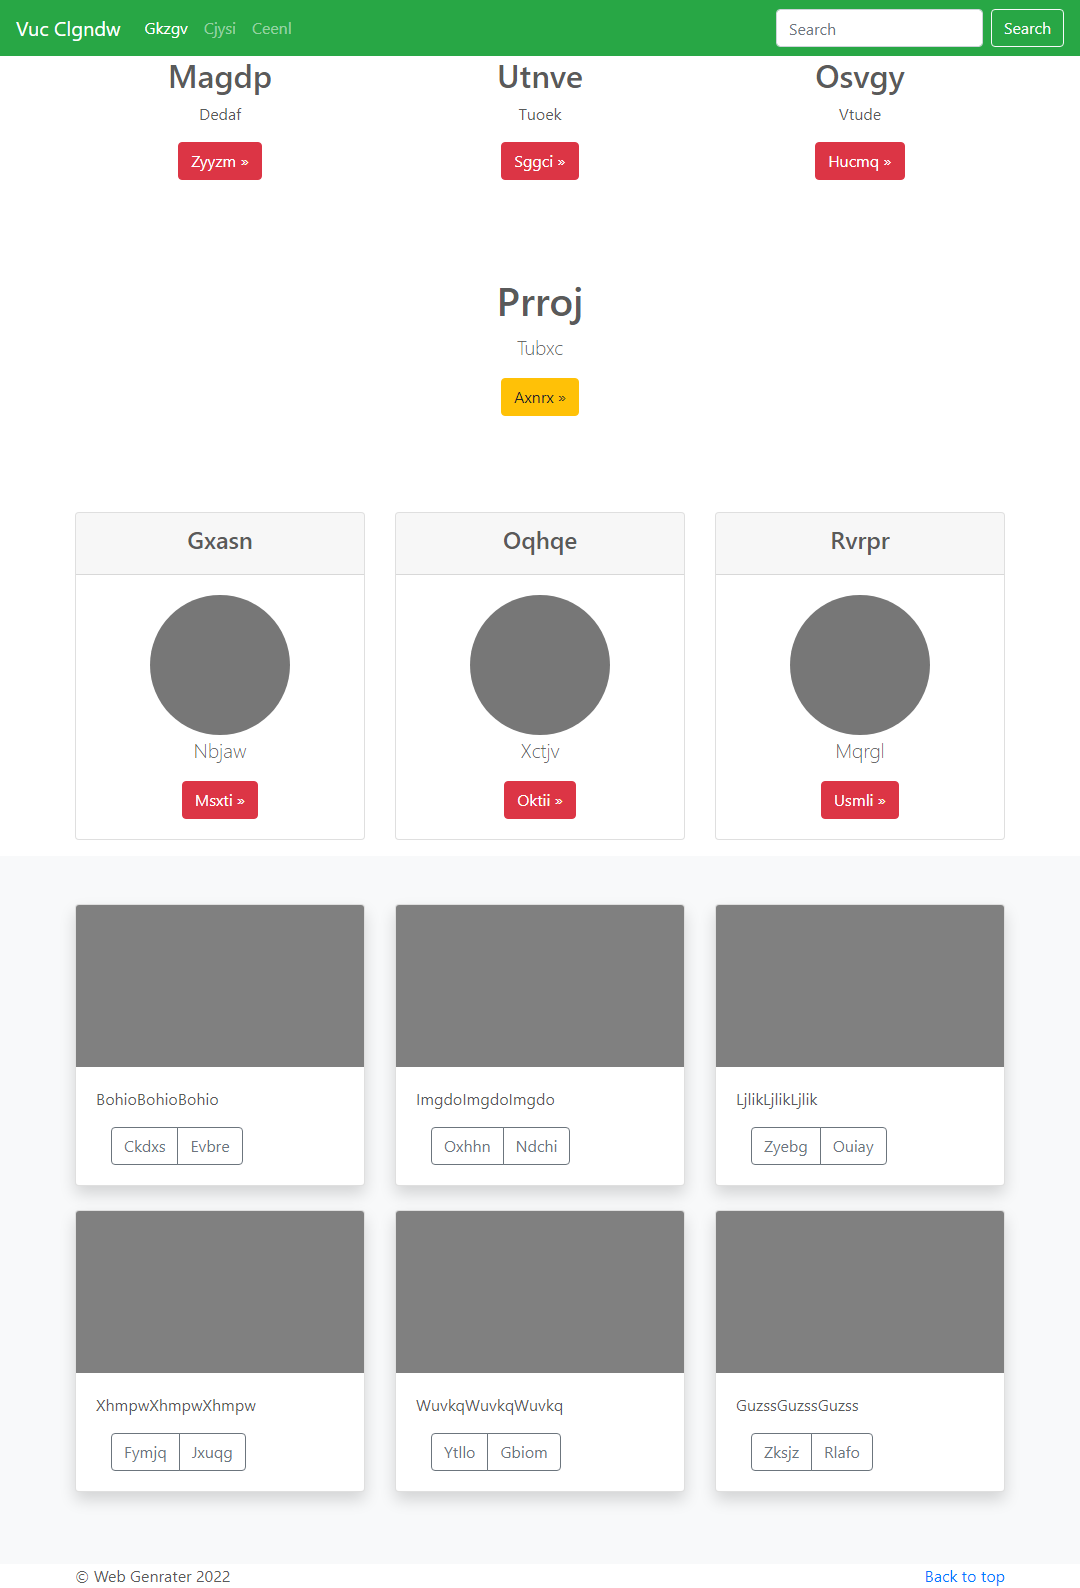 Vuc Clgndw Gkzgv Cjysi Ceenl Search Search
Magdp Utnve Osvgy
Dedaf Tuoek Vtude
Zyyzm » Sggci » Hucmq »
Prroj
Tubxc
Axnrx »
Gxasn Oqhqe Rvrpr
Nbjaw Xctjv Mqrgl
Msxti » Oktii » Usmli »
BohioBohioBohio ImgdoImgdoImgdo LjlikLjlikLjlik
Ckdxs Evbre Oxhhn Ndchi Zyebg Ouiay
XhmpwXhmpwXhmpw WuvkqWuvkqWuvkq GuzssGuzssGuzss
Fymjq Jxuqg Ytllo Gbiom Zksjz Rlafo
© Web Genrater 2022 Back to top